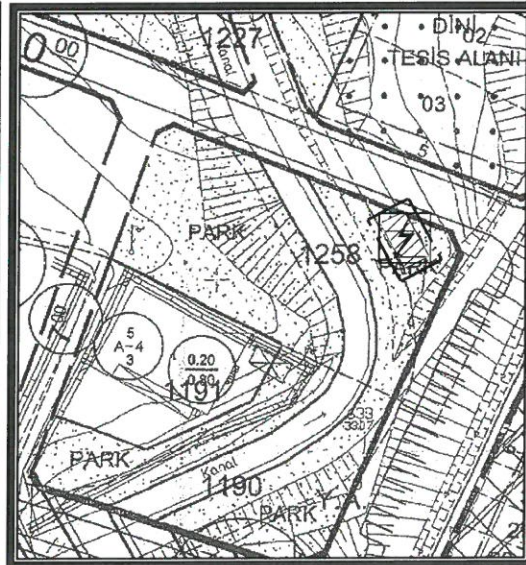 1227
Kanal
DİNİ
02
TESİS ALANI
03
00
5
PARK
1258
PARK
5
A-4
3
0.20
0.80
1191
PARK
Kanal
1190
PARK